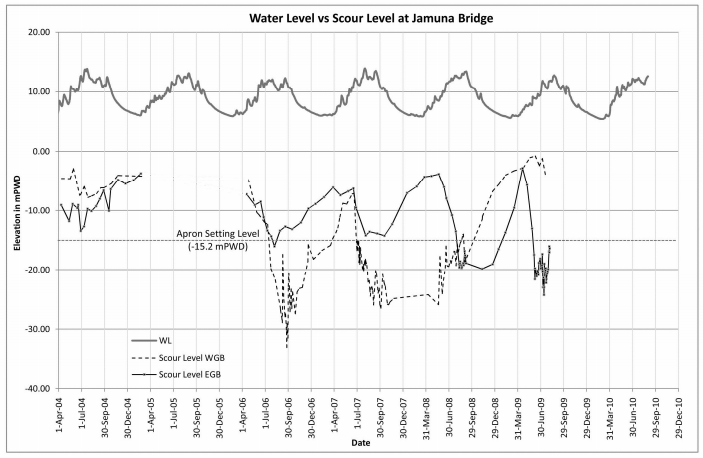 Water Level vs Scour Level at Jamuna Bridge
20.00
10.00
0.00
-10.00
-20.00
-30.00
-40.00
Elevation in mPWD
Apron Setting Level
(-15.2 mPWD)
WL
Scour Level WGB
Scour Level EGB
1-Apr-04
1-Jul-04
30-Sep-04
30-Dec-04
1-Apr-05
1-Jul-05
30-Sep-05
30-Dec-05
1-Apr-06
1-Jul-06
30-Sep-06
30-Dec-06
1-Apr-07
1-Jul-07
30-Sep-07
30-Dec-07
31-Mar-08
30-Jun-08
29-Sep-08
30-Dec-08
31-Mar-09
30-Jun-09
29-Sep-09
29-Dec-09
31-Mar-10
30-Jun-10
29-Sep-10
29-Dec-10
Date